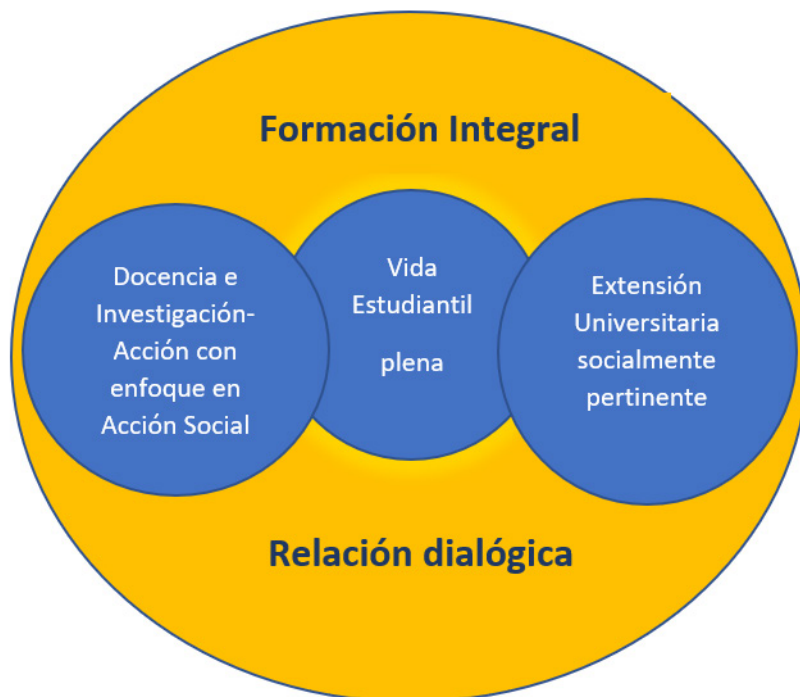 Formación Integral
Docencia e
Investigación-
Acción con
enfoque en
Acción Social
Vida
Estudiantil
plena
Extensión
Universitaria
socialmente
pertinente
Relación dialógica